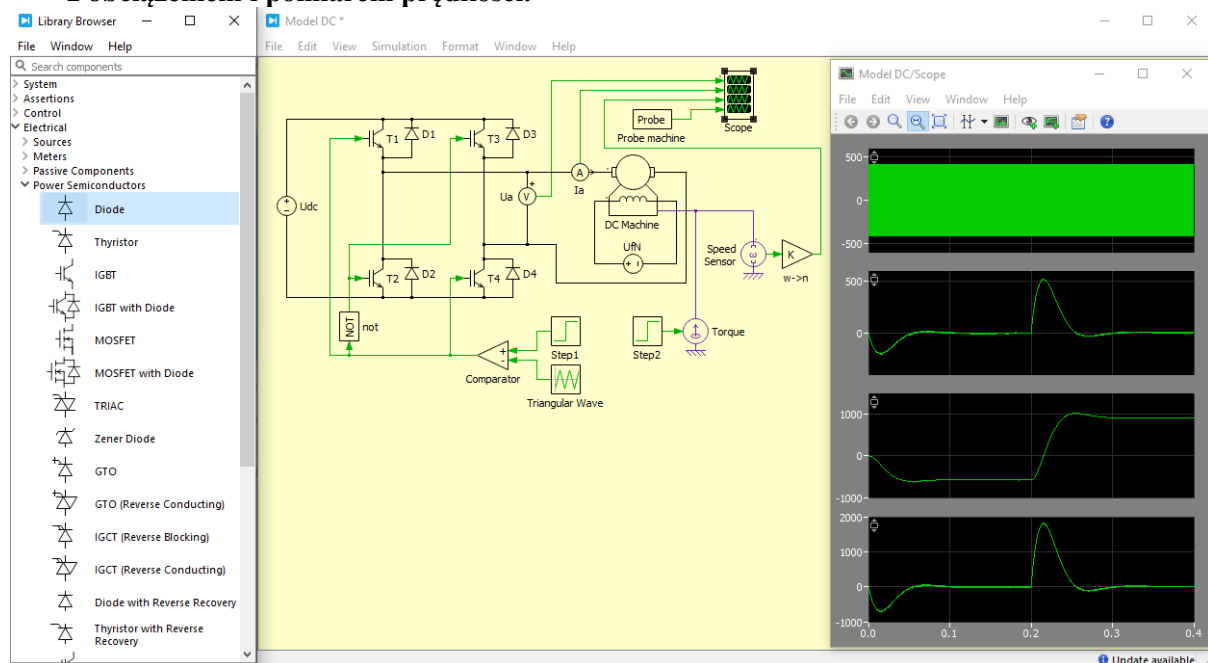 z obciążeniem i pomiarem prędkości.
Library Browser
File Window Help
Search components
System
Assertions
Control
Electrical
Sources
Meters
Passive Components
Power Semiconductors
Diode
Thyristor
IGBT
IGBT with Diode
MOSFET
MOSFET with Diode
TRIAC
Zener Diode
GTO
GTO (Reverse Conducting)
IGCT (Reverse Blocking)
IGCT (Reverse Conducting)
Diode with Reverse Recovery
Thyristor with Reverse
Recovery
Model DC *
File Edit View Simulation Format Window Help
Probe
Probe machine
Scope
T1
D1
T3
D3
A
Ia
Udc
Ua
V
DC Machine
UfN
Speed
Sensor
ω
K
w->n
T2
D2
T4
D4
NOT
not
Comparator
Step1
Triangular Wave
Step2
Torque
Model DC/Scope
File Edit View Window Help
500
0
-500
500
0
1000
0
-1000
2000
1000
0
-1000
0.0 0.1 0.2 0.3 0.4
Update available